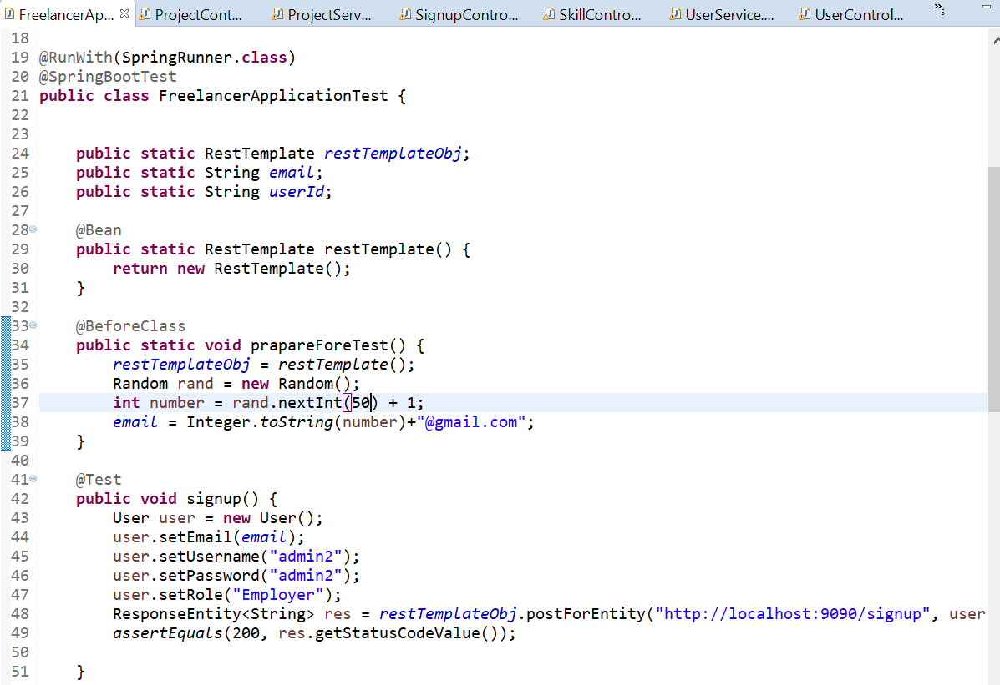 FreelancerAp... ProjectCont... ProjectServ... SignupContro... SkillContro... UserService.... UserControl... »5
18
19 @RunWith(SpringRunner.class)
20 @SpringBootTest
21 public class FreelancerApplicationTest {
22
23
24 public static RestTemplate restTemplateObj;
25 public static String email;
26 public static String userId;
27
28 @Bean
29 public static RestTemplate restTemplate() {
30 return new RestTemplate();
31 }
32
33 @BeforeClass
34 public static void prapareForeTest() {
35 restTemplateObj = restTemplate();
36 Random rand = new Random();
37 int number = rand.nextInt(50) + 1;
38 email = Integer.toString(number)+"@gmail.com";
39 }
40
41 @Test
42 public void signup() {
43 User user = new User();
44 user.setEmail(email);
45 user.setUsername("admin2");
46 user.setPassword("admin2");
47 user.setRole("Employer");
48 ResponseEntity<String> res = restTemplateObj.postForEntity("http://localhost:9090/signup", user
49 assertEquals(200, res.getStatusCodeValue());
50
51 }